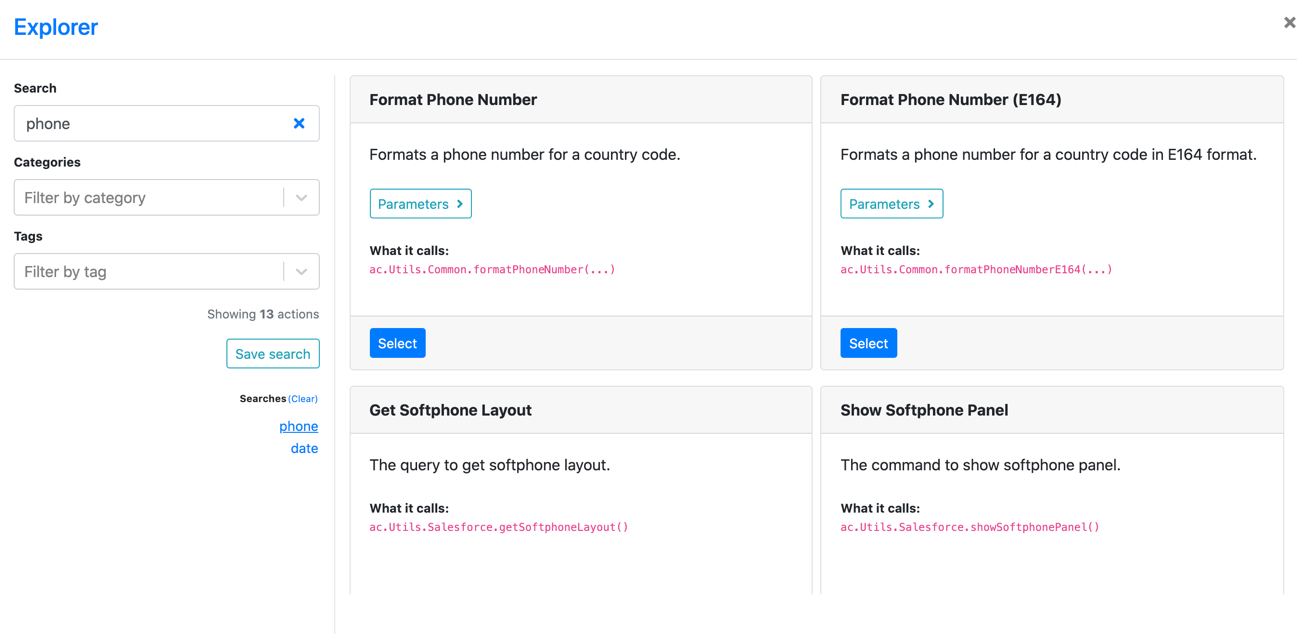 Explorer
Search
phone
Categories
Filter by category
Tags
Filter by tag
Showing 13 actions
Save search
Searches (Clear)
phone
date
Format Phone Number
Formats a phone number for a country code.
Parameters
What it calls:
ac.Utils.Common.formatPhoneNumber(...)
Select
Format Phone Number (E164)
Formats a phone number for a country code in E164 format.
Parameters
What it calls:
ac.Utils.Common.formatPhoneNumberE164(...)
Select
Get Softphone Layout
The query to get softphone layout.
What it calls:
ac.Utils.Salesforce.getSoftphoneLayout()
Show Softphone Panel
The command to show softphone panel.
What it calls:
ac.Utils.Salesforce.showSoftphonePanel()